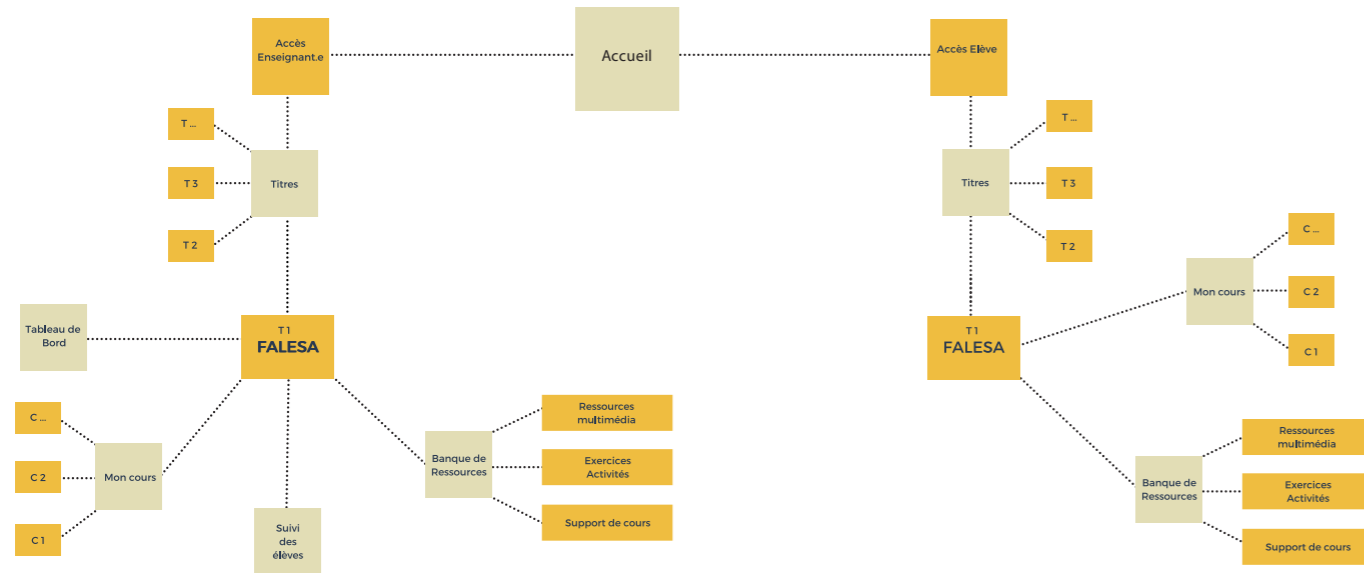 Accès
Enseignant.e
Accueil
Accès Elève
T ...
T 3
T 2
Titres
T ...
T 3
T 2
Titres
Tableau de
Bord
T 1
FALESA
C ...
C 2
C 1
Mon cours
Suivi
des
élèves
Banque de
Ressources
Ressources
multimédia
Exercices
Activités
Support de cours
T 1
FALESA
Mon cours
C ...
C 2
C 1
Banque de
Ressources
Ressources
multimédia
Exercices
Activités
Support de cours